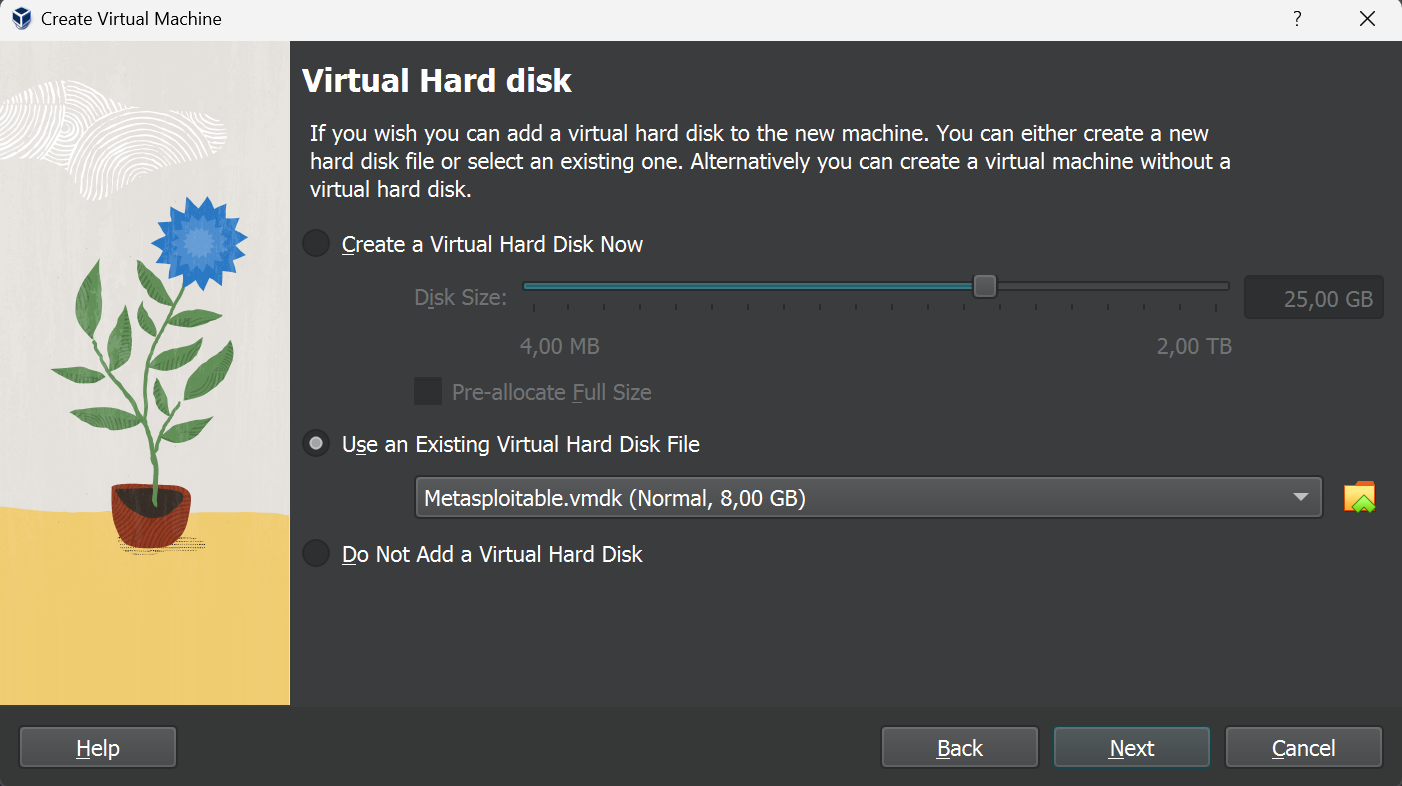 Create Virtual Machine
?
Virtual Hard disk
If you wish you can add a virtual hard disk to the new machine. You can either create a new
hard disk file or select an existing one. Alternatively you can create a virtual machine without a
virtual hard disk.
Create a Virtual Hard Disk Now
Disk Size:
25,00 GB
4,00 MB
2,00 TB
Pre-allocate Full Size
Use an Existing Virtual Hard Disk File
Metasploitable.vmdk (Normal, 8,00 GB)
Do Not Add a Virtual Hard Disk
Help
Back
Next
Cancel